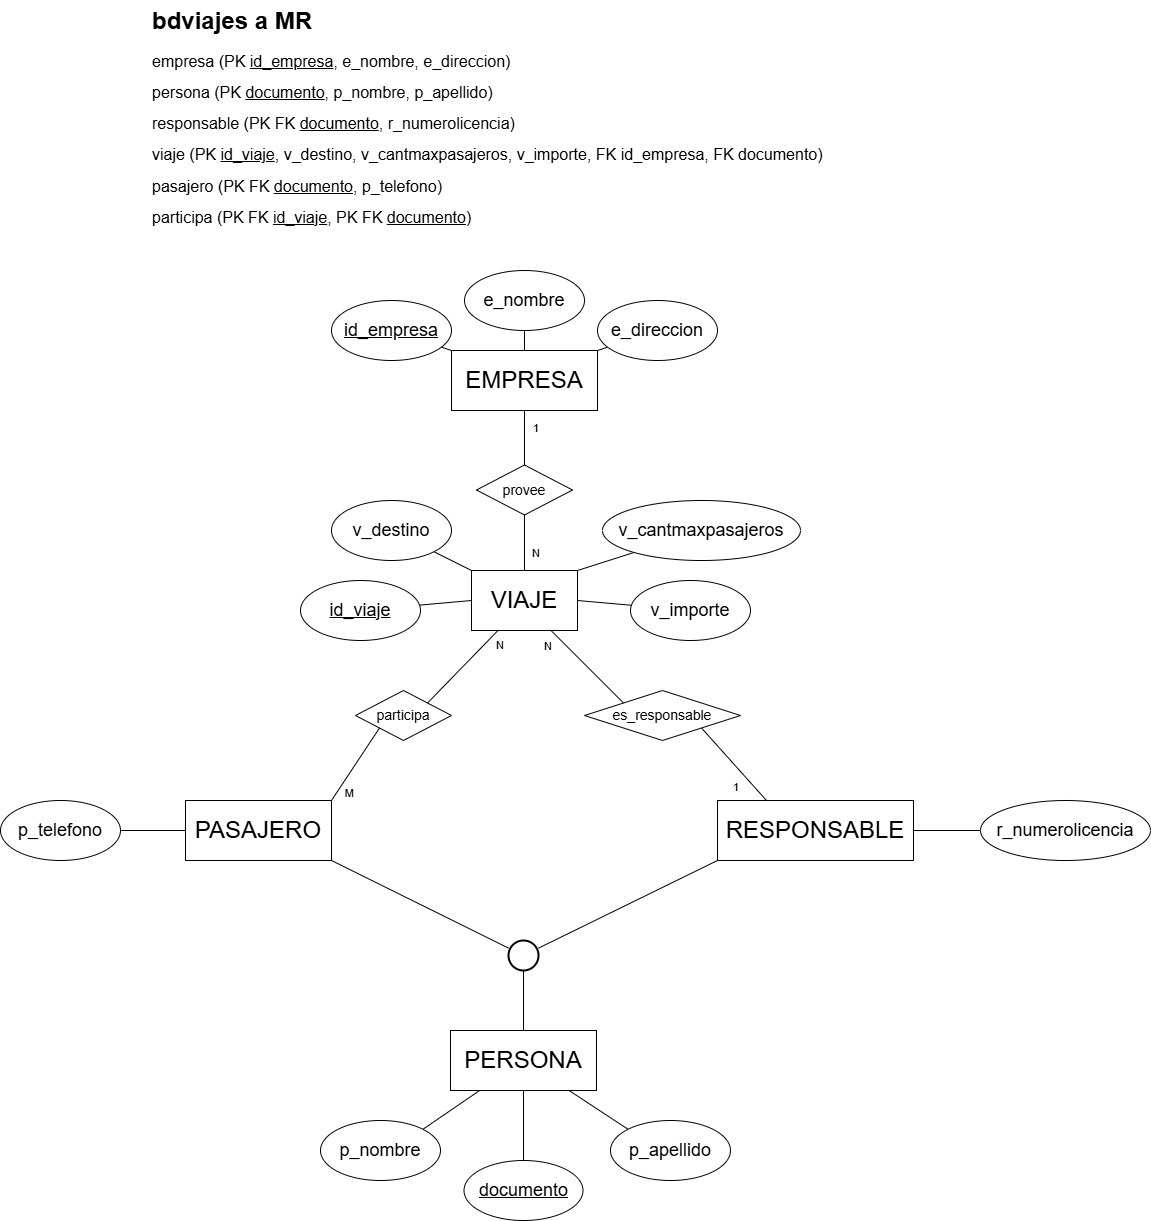 bdviajes a MR
empresa (PK id_empresa, e_nombre, e_direccion)
persona (PK documento, p_nombre, p_apellido)
responsable (PK FK documento, r_numerolicencia)
viaje (PK id_viaje, v_destino, v_cantmaxpasajeros, v_importe, FK id_empresa, FK documento)
pasajero (PK FK documento, p_telefono)
participa (PK FK id_viaje, PK FK documento)
e_nombre
id_empresa
e_direccion
EMPRESA
1
provee
v_destino
v_cantmaxpasajeros
N
VIAJE
id_viaje
v_importe
N
N
participa
es_responsable
M
1
p_telefono
PASAJERO
RESPONSABLE
r_numerolicencia
PERSONA
p_nombre
p_apellido
documento